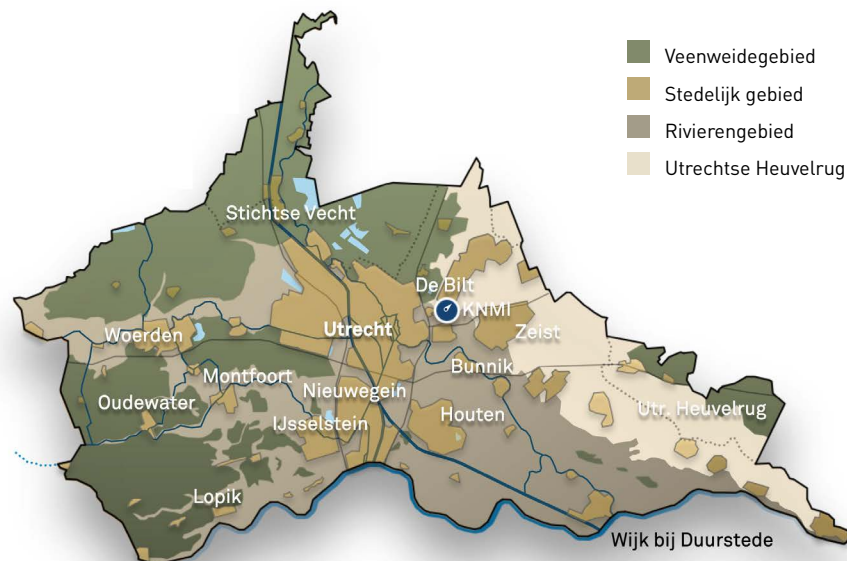 Veenweidegebied
Stedelijk gebied
Rivierengebied
Utrechtse Heuvelrug
Stichtse Vecht
De Bilt
KNMI
Utrecht
Zeist
Woerden
Bunnik
Montfoort
Nieuwegein
Oudewater
Houten
Utr. Heuvelrug
IJsselstein
Lopik
Wijk bij Duurstede